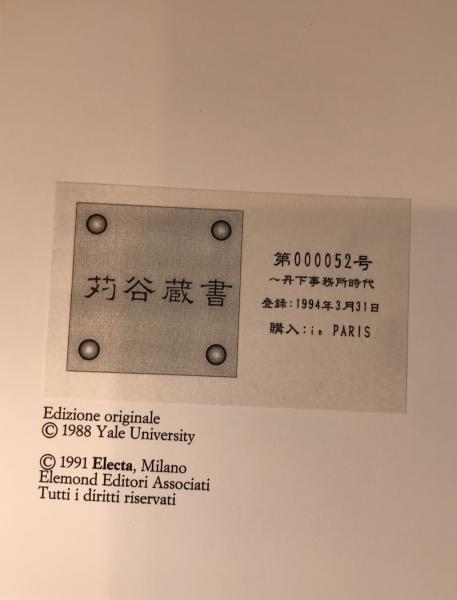 苅谷蔵書
第000052号
～丹下事務所時代
登録:1994年3月31日
購入:in PARIS
Edizione originale
© 1988 Yale University
© 1991 Electa, Milano
Elemond Editori Associati
Tutti i diritti riservati